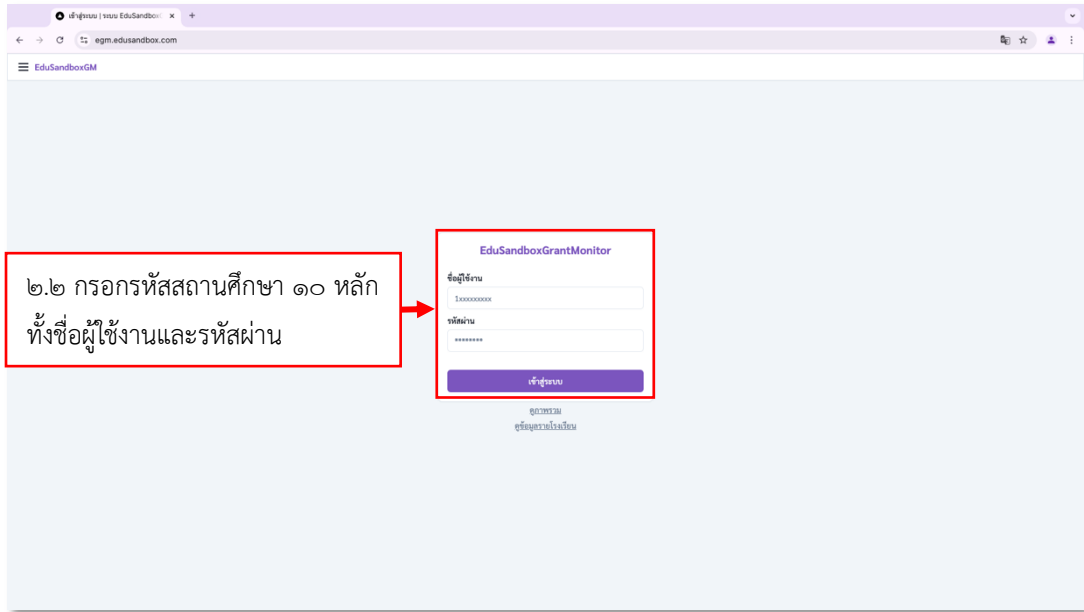 เข้าสู่ระบบ | ระบบ EduSandbox
egm.edusandbox.com
EduSandboxGM
EduSandboxGrantMonitor
ชื่อผู้ใช้งาน
1xxxxxxxxx
รหัสผ่าน
********
เข้าสู่ระบบ
ดูภาพรวม
ดูข้อมูลรายโรงเรียน
๒.๒ กรอกรหัสสถานศึกษา ๑๐ หลัก
ทั้งชื่อผู้ใช้งานและรหัสผ่าน